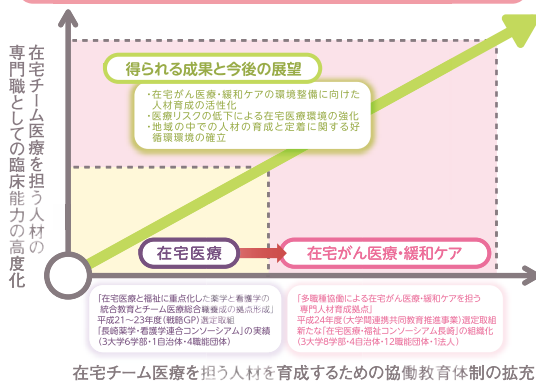 在宅チーム医療を担う人材の
専門職としての臨床能力の高度化
得られる成果と今後の展望
・在宅がん医療・緩和ケアの環境整備に向けた
人材育成の活性化
・医療リスクの低下による在宅医療環境の強化
・地域の中での人材の育成と定着に関する好
循環環境の確立
在宅医療
在宅がん医療・緩和ケア
「在宅医療と福祉に重点化した薬学と看護学の
統合教育とチーム医療総合職養成の拠点形成」
平成21〜23年度(戦略GP)選定取組
「長崎薬学・看護学連合コンソーシアム」の実績
(3大学6学部・1自治体・4職能団体)
「多職種協働による在宅がん医療・緩和ケアを担う
専門人材育成拠点」
平成24年度(大学間連携共同教育推進事業)選定取組
新たな「在宅医療・福祉コンソーシアム長崎」の組織化
(3大学8学部・4自治体・12職能団体・1法人)
在宅チーム医療を担う人材を育成するための協働教育体制の拡充